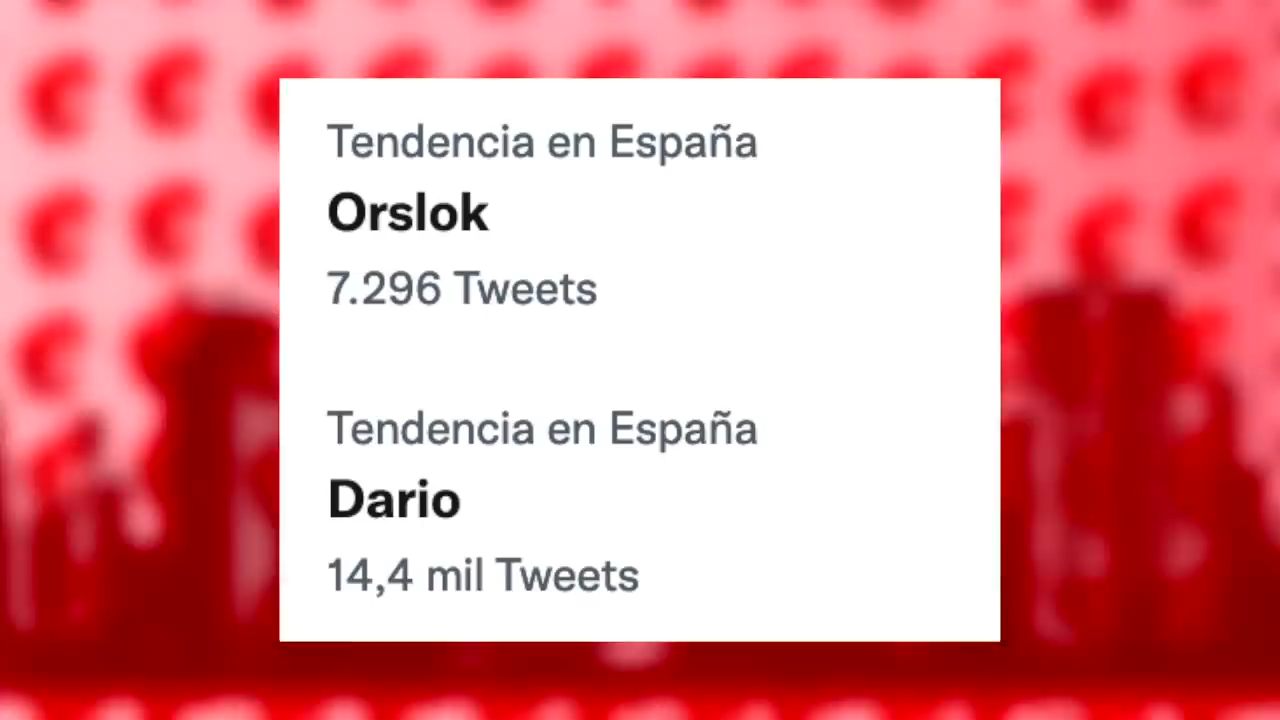 Tendencia en España
Orslok
7.296 Tweets
Tendencia en España
Dario
14,4 mil Tweets